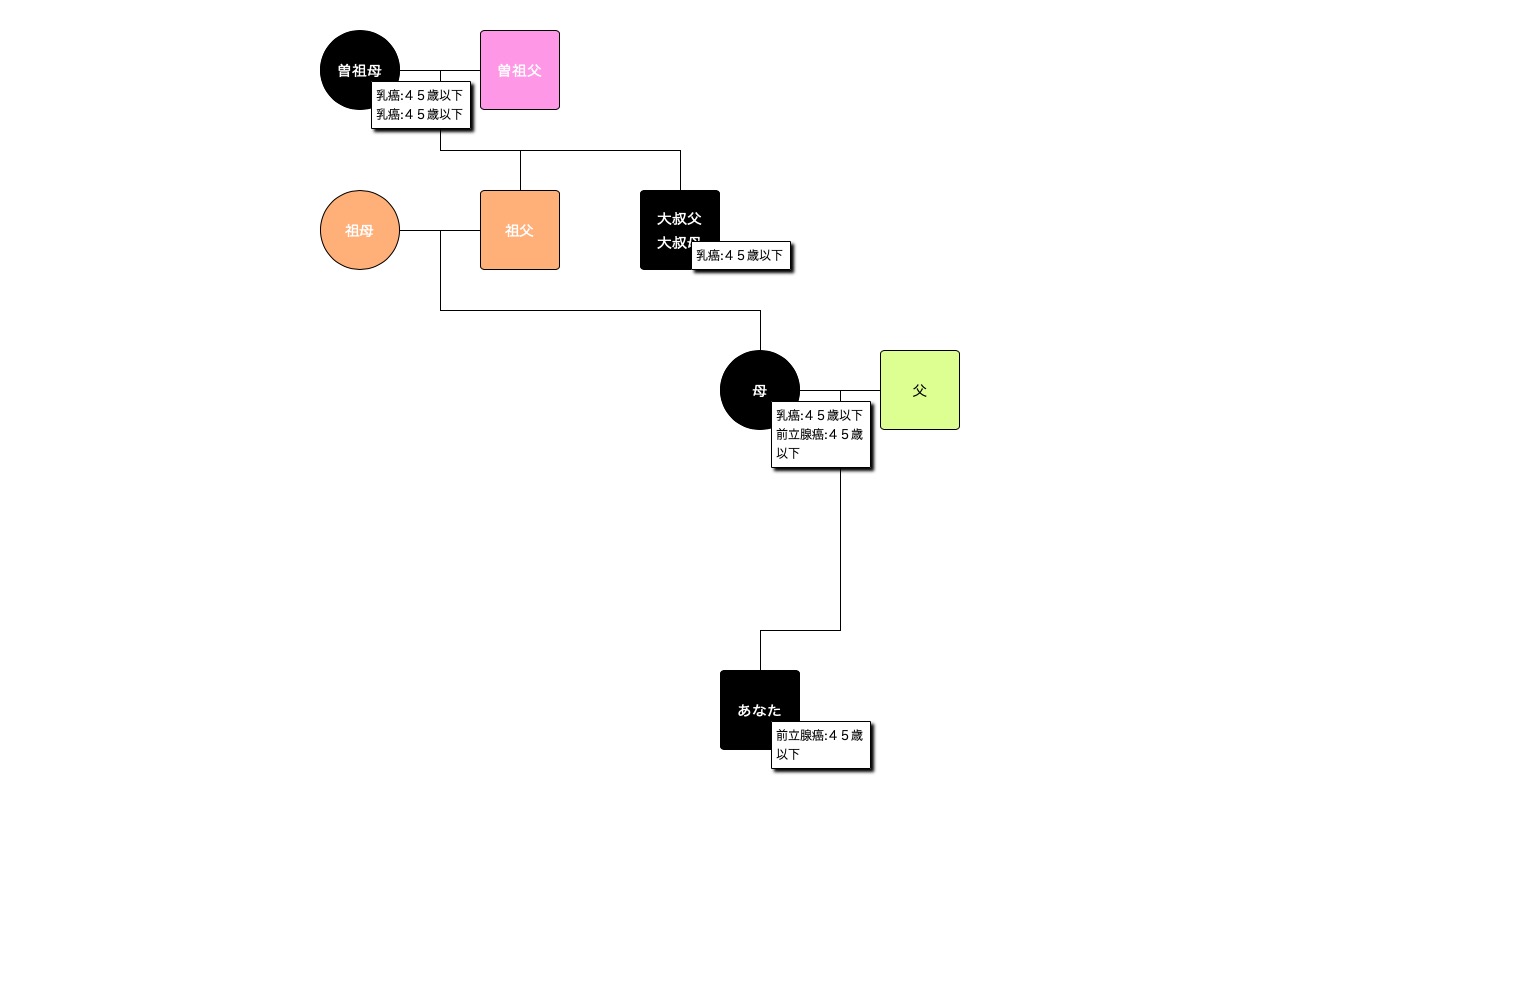 曽祖母
曽祖父
乳癌:４５歳以下
乳癌:４５歳以下
祖母
祖父
大叔父
大叔母
乳癌:４５歳以下
母
父
乳癌:４５歳以下
前立腺癌:４５歳
以下
あなた
前立腺癌:４５歳
以下